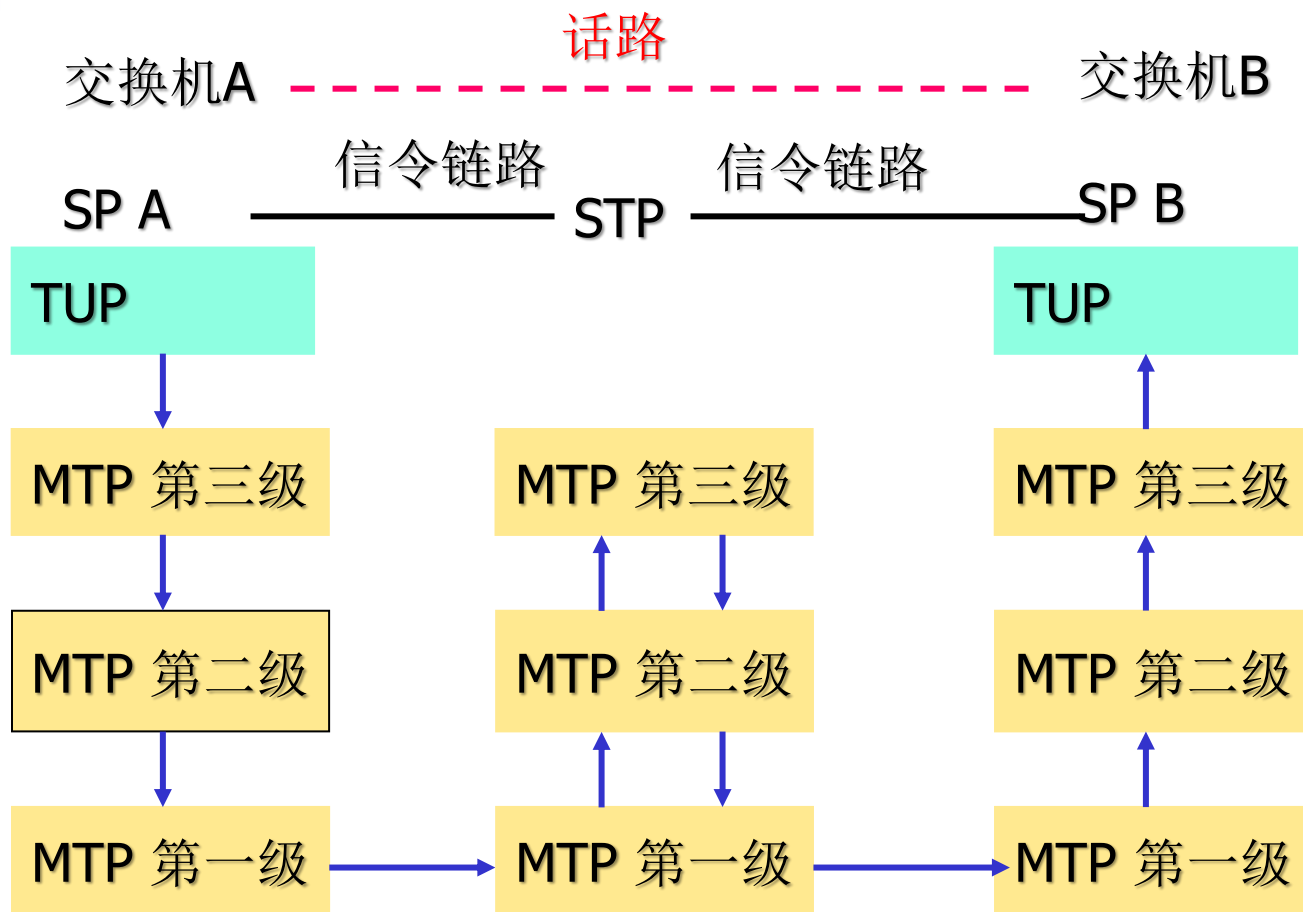 话路
交换机A
交换机B
信令链路
信令链路
SP A
STP
SP B
TUP
TUP
MTP 第三级
MTP 第三级
MTP 第三级
MTP 第二级
MTP 第二级
MTP 第二级
MTP 第一级
MTP 第一级
MTP 第一级